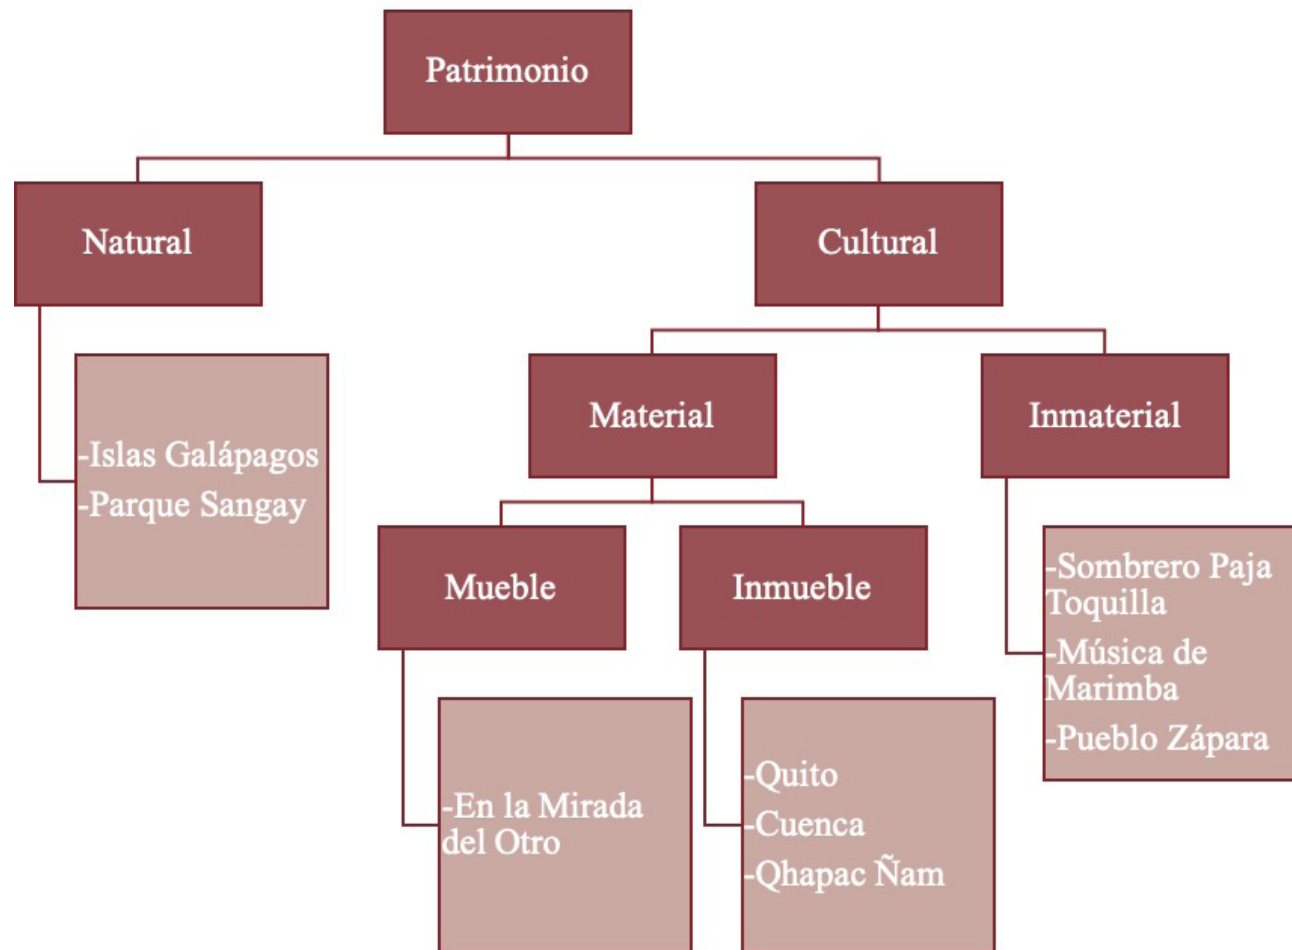 Patrimonio
Natural
Cultural
-Islas Galápagos
-Parque Sangay
Material
Inmaterial
Mueble
Inmueble
-Sombrero Paja
Toquilla
-Música de
Marimba
-Pueblo Zápara
-En la Mirada
del Otro
-Quito
-Cuenca
-Qhapac Ñam